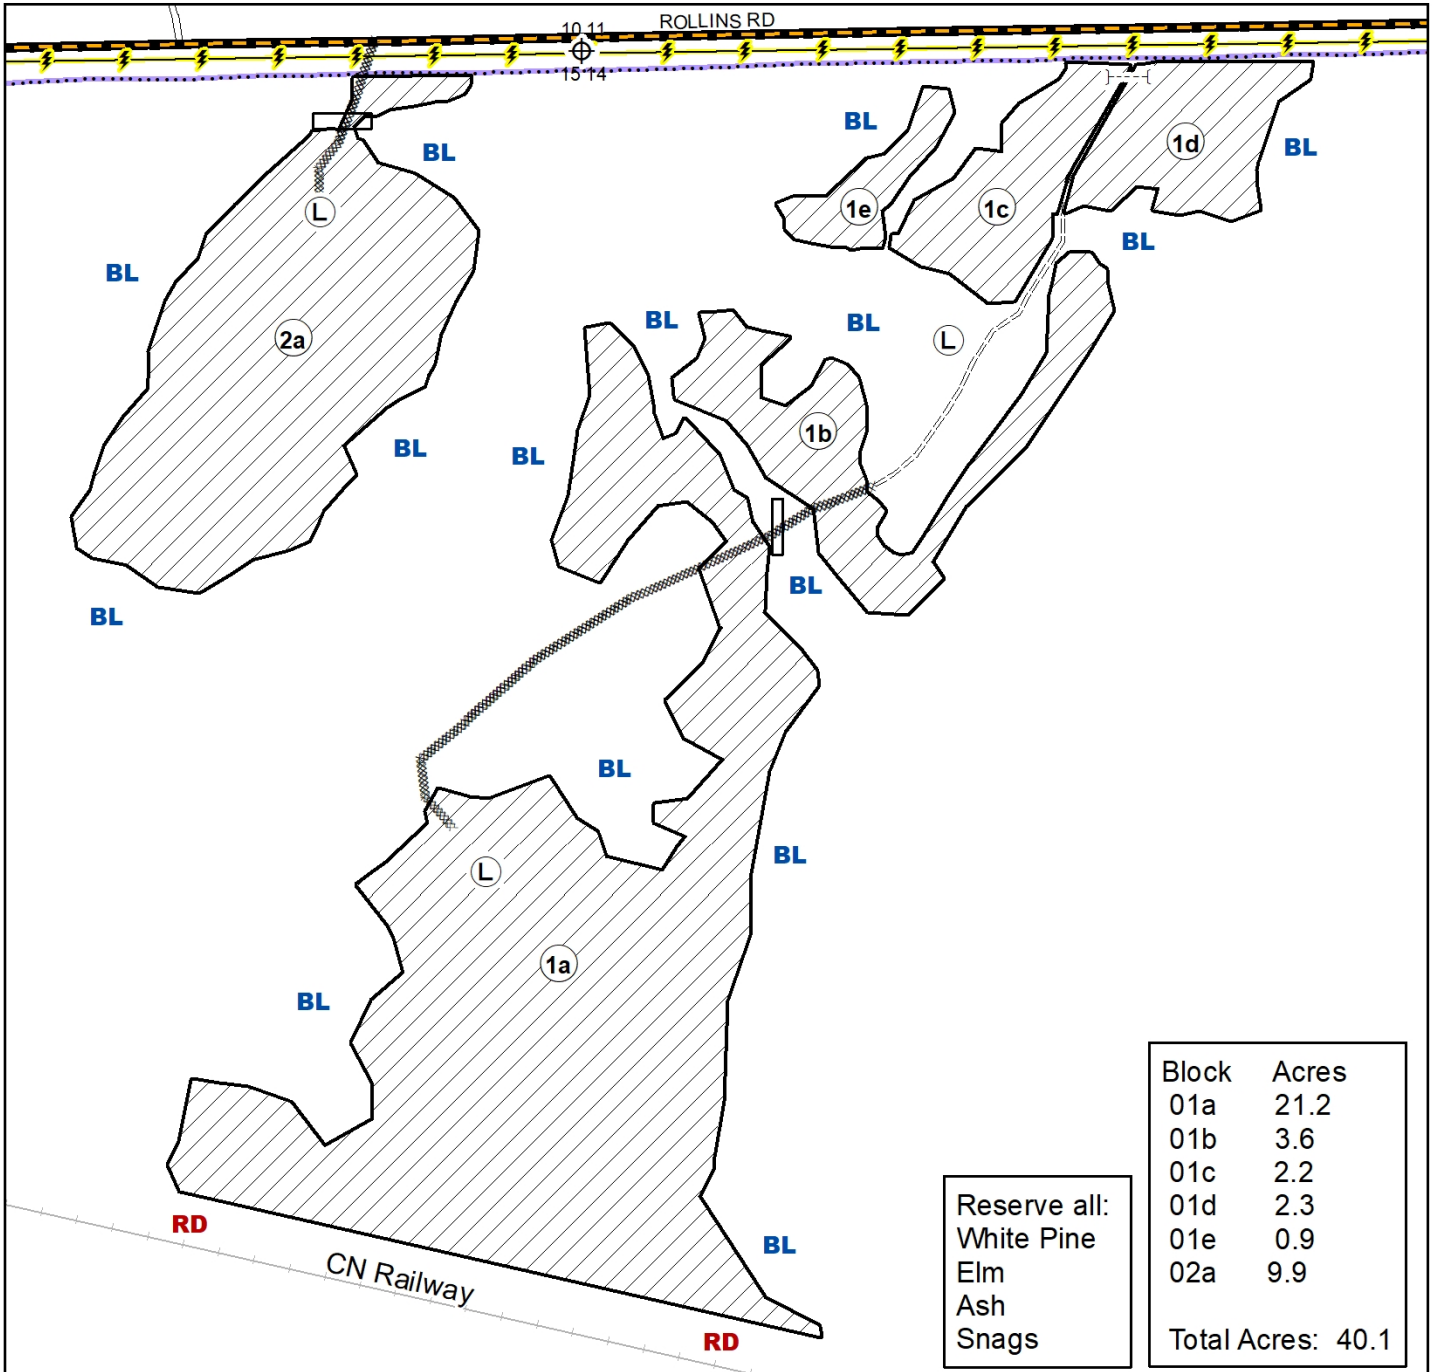 ROLLINS RD
10 11
15 14
BL
1d
BL
BL
BL
1e
1c
L
BL
BL
L
BL
BL
2a
1b
BL
BL
BL
BL
BL
BL
L
1a
BL
RD
BL
CN Railway
RD
Reserve all:
White Pine
Elm
Ash
Snags
Block Acres
01a 21.2
01b 3.6
01c 2.2
01d 2.3
01e 0.9
02a 9.9
Total Acres: 40.1